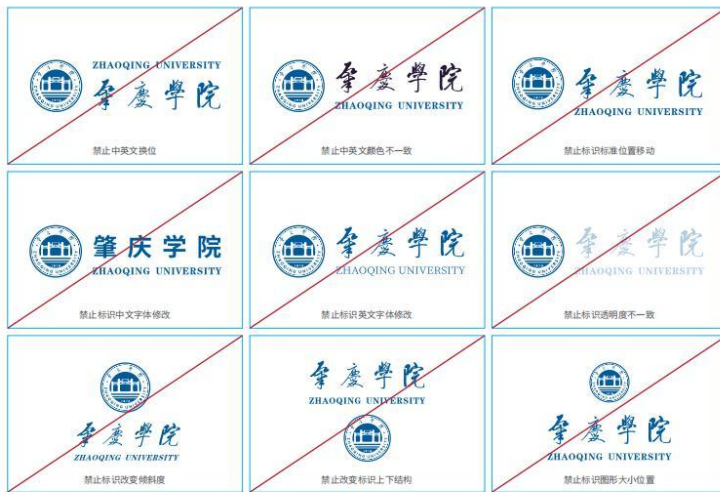 ZHAOQING UNIVERSITY
肇慶學院
禁止中英文换位
肇慶學院
ZHAOQING UNIVERSITY
禁止中英文颜色不一致
肇慶學院
ZHAOQING UNIVERSITY
禁止标识标准位置移动
肇庆学院
ZHAOQING UNIVERSITY
禁止标识中文字体修改
肇慶學院
ZHAOQING UNIVERSITY
禁止标识英文字体修改
肇慶學院
ZHAOQING UNIVERSITY
禁止标识透明度不一致
肇慶學院
ZHAOQING UNIVERSITY
禁止标识改变倾斜度
肇慶學院
ZHAOQING UNIVERSITY
禁止改变标识上下结构
肇慶學院
ZHAOQING UNIVERSITY
禁止标识图形大小位置